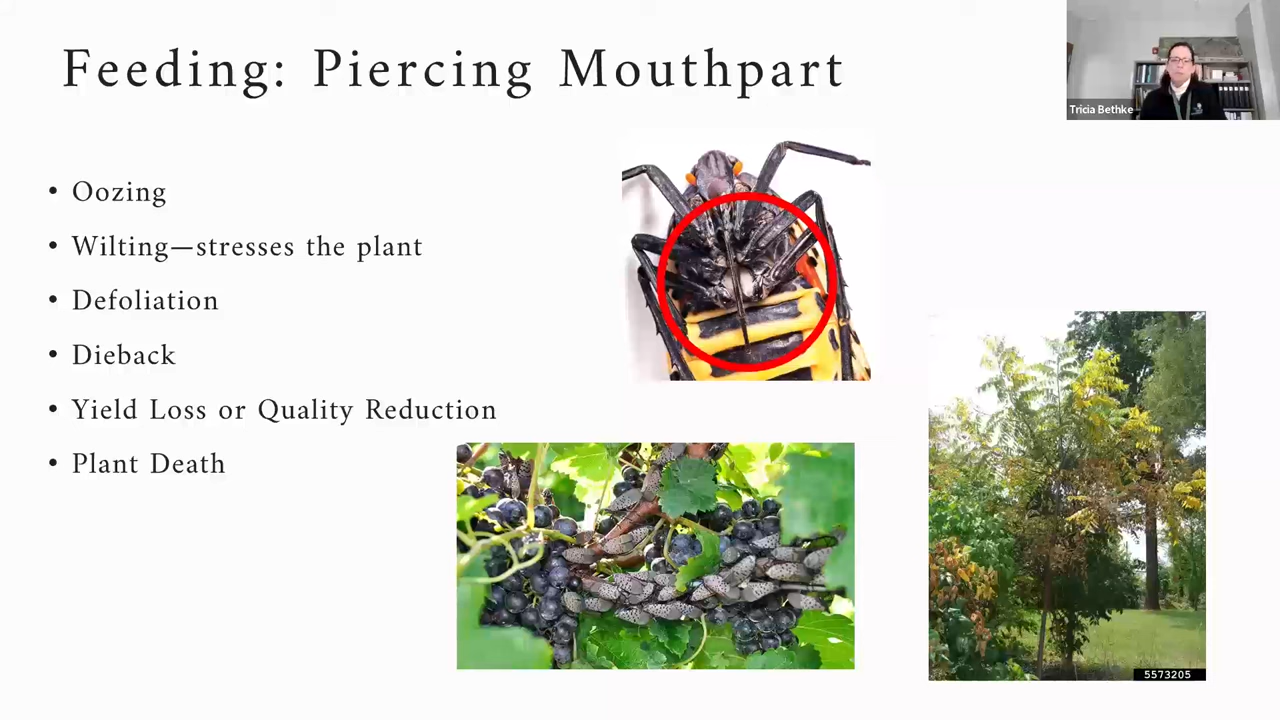 Feeding: Piercing Mouthpart
Tricia Bethke
• Oozing
• Wilting—stresses the plant
• Defoliation
• Dieback
• Yield Loss or Quality Reduction
• Plant Death
5573205